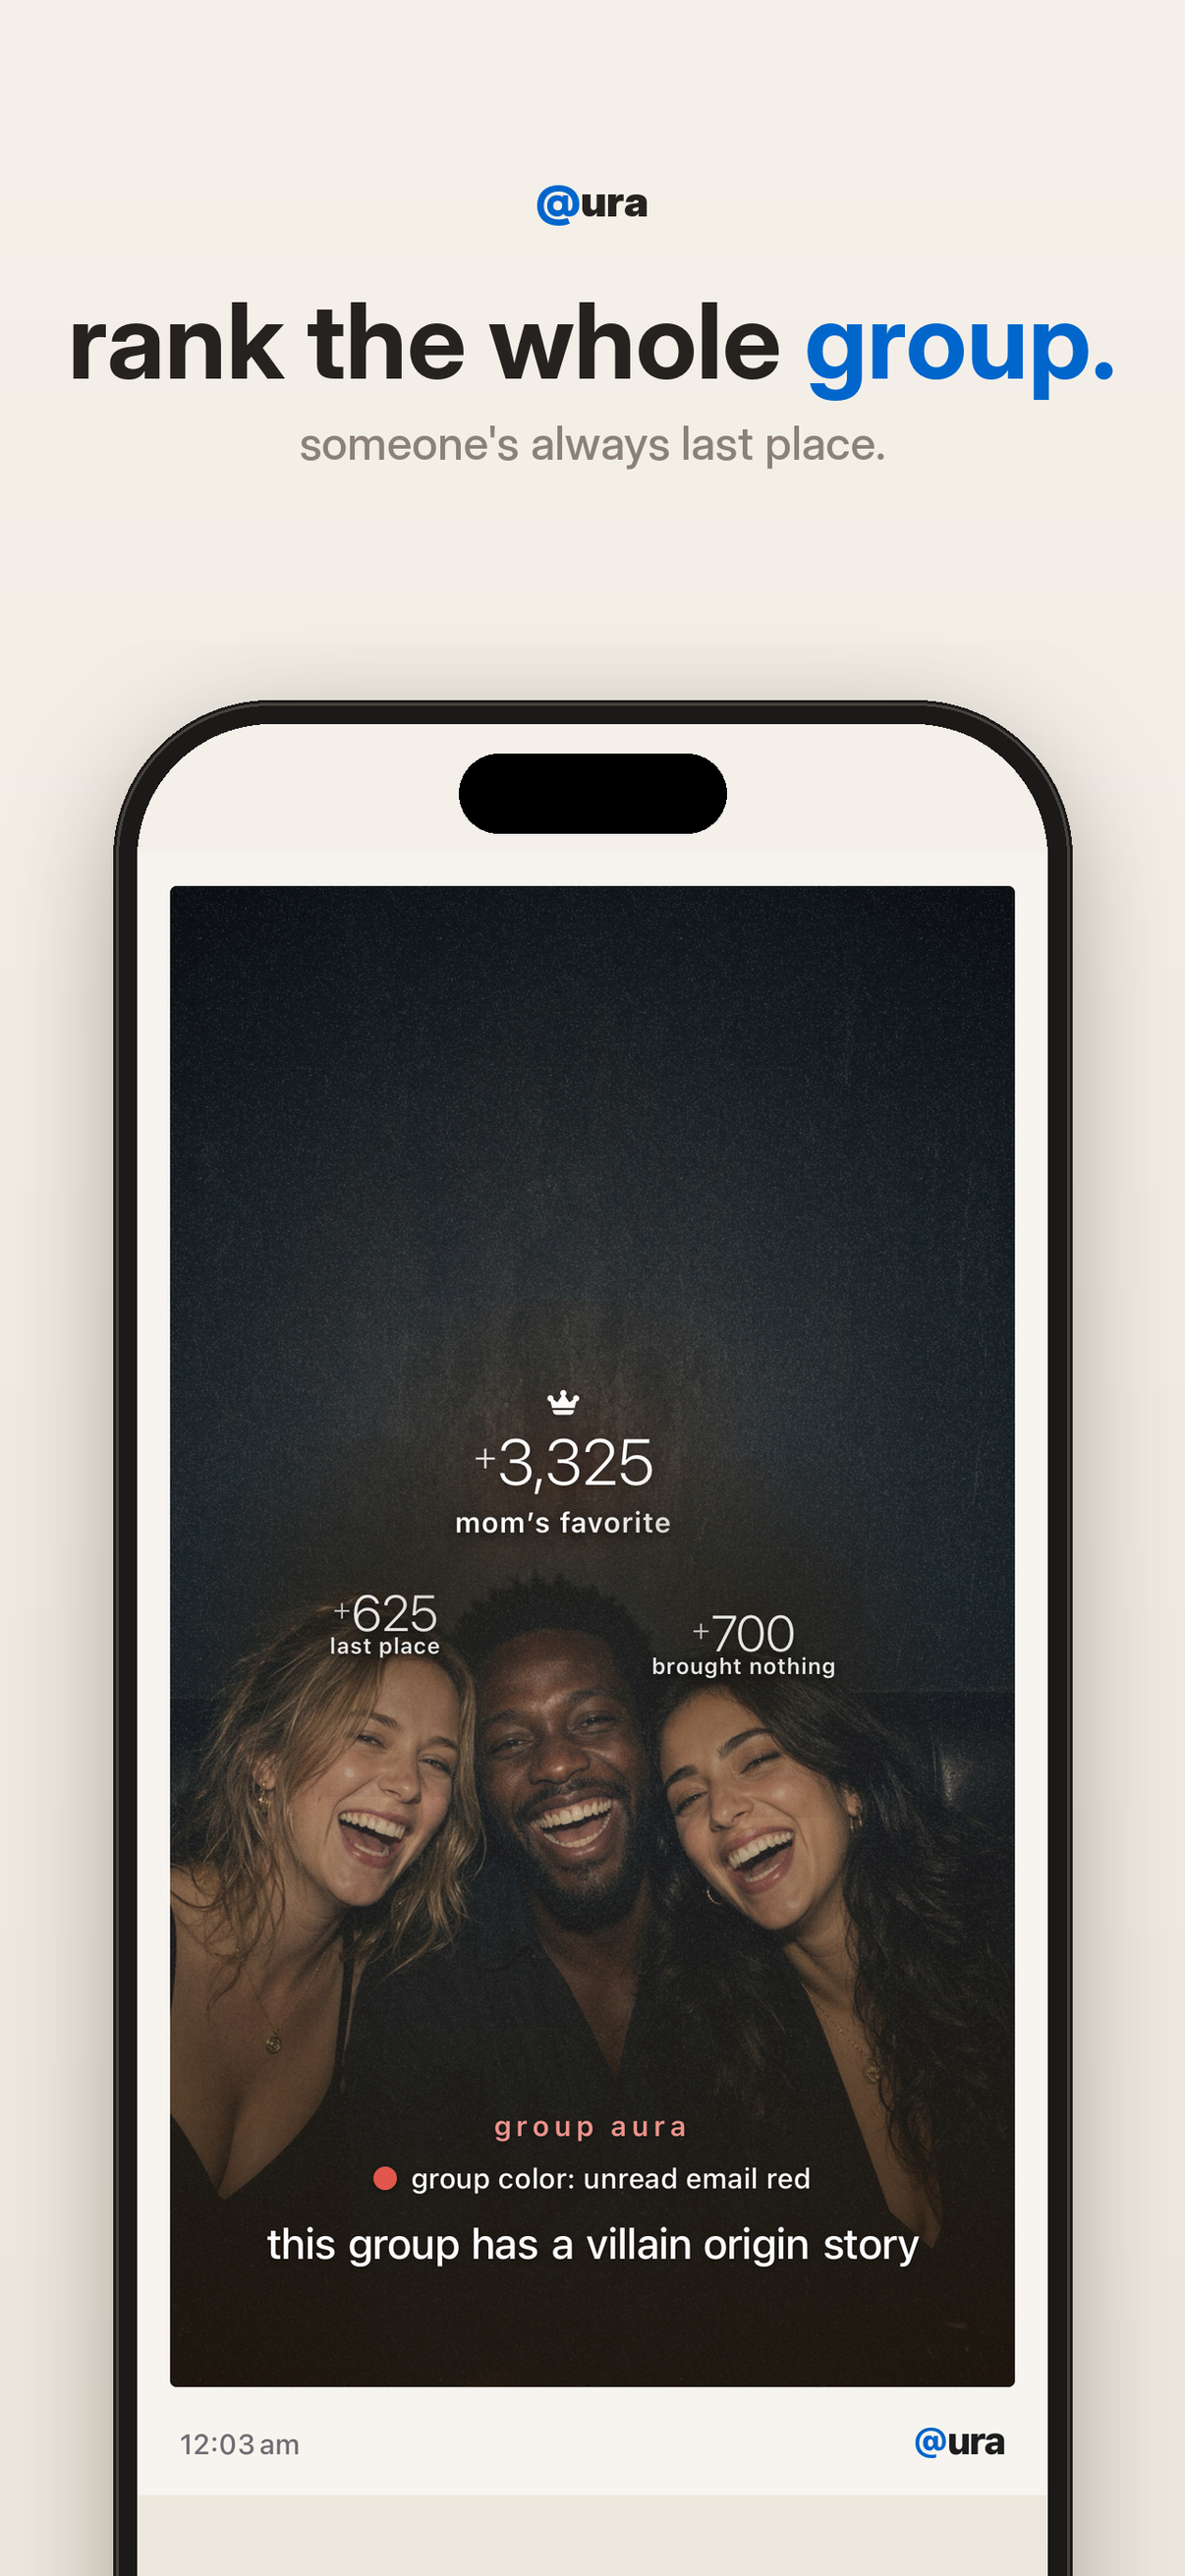 @ura
rank the whole group.
someone's always last place.
+3,325
mom’s favorite
+625
last place
+700
brought nothing
group aura
group color: unread email red
this group has a villain origin story
12:03 am
@ura